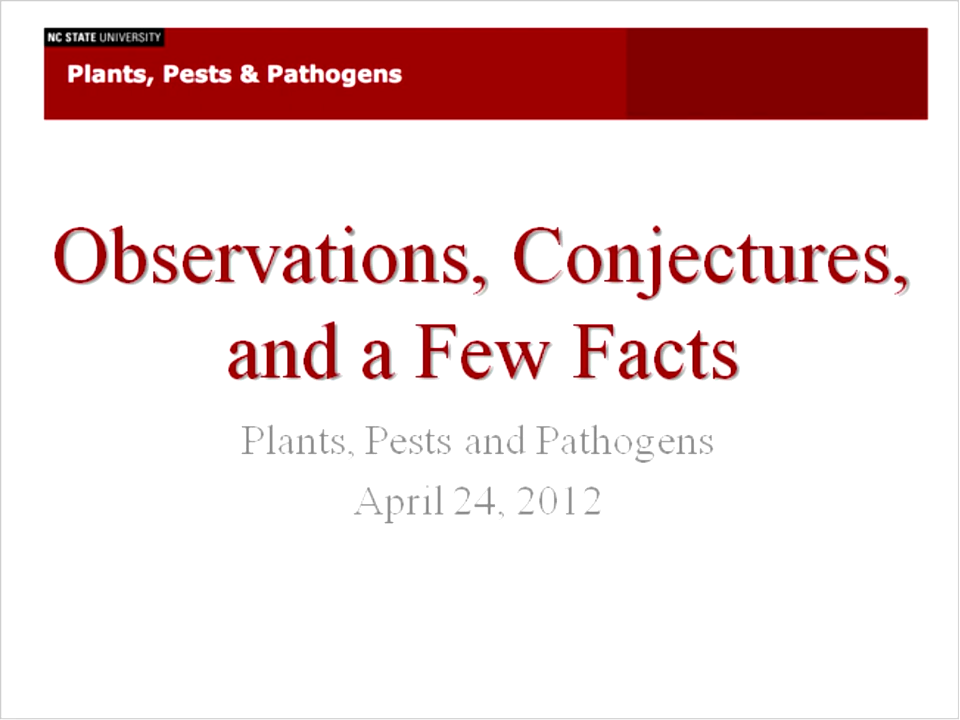 NC STATE UNIVERSITY
Plants, Pests & Pathogens
Observations, Conjectures,
and a Few Facts
Plants, Pests and Pathogens
April 24, 2012